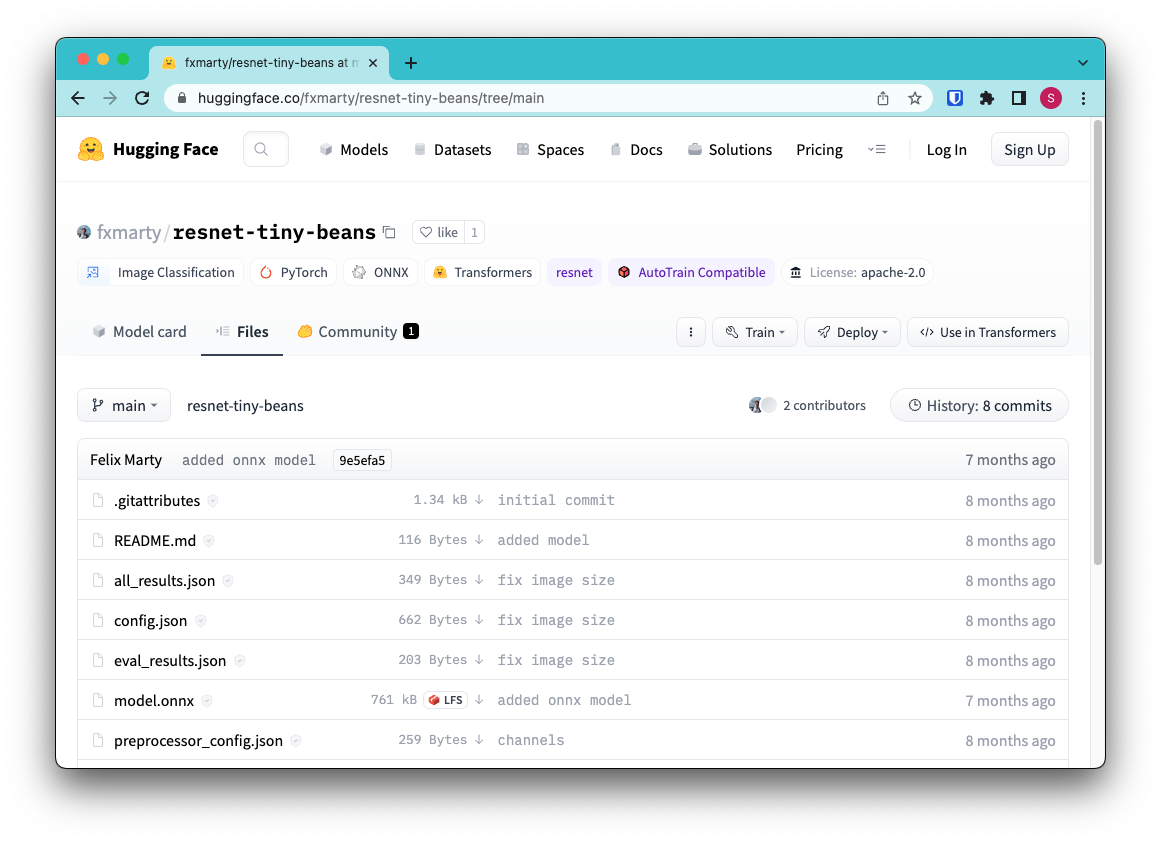 fxmarty/resnet-tiny-beans at m
huggingface.co/fxmarty/resnet-tiny-beans/tree/main
S
Hugging Face Models Datasets Spaces Docs Solutions Pricing Log In Sign Up
fxmarty/resnet-tiny-beans like 1
Image Classification PyTorch ONNX Transformers resnet AutoTrain Compatible License: apache-2.0
Model card Files Community 1 Train Deploy Use in Transformers
main resnet-tiny-beans 2 contributors History: 8 commits
Felix Marty added onnx model 9e5efa5 7 months ago
.gitattributes 1.34 kB initial commit 8 months ago
README.md 116 Bytes added model 8 months ago
all_results.json 349 Bytes fix image size 8 months ago
config.json 662 Bytes fix image size 8 months ago
eval_results.json 203 Bytes fix image size 8 months ago
model.onnx 761 kB LFS added onnx model 7 months ago
preprocessor_config.json 259 Bytes channels 8 months ago